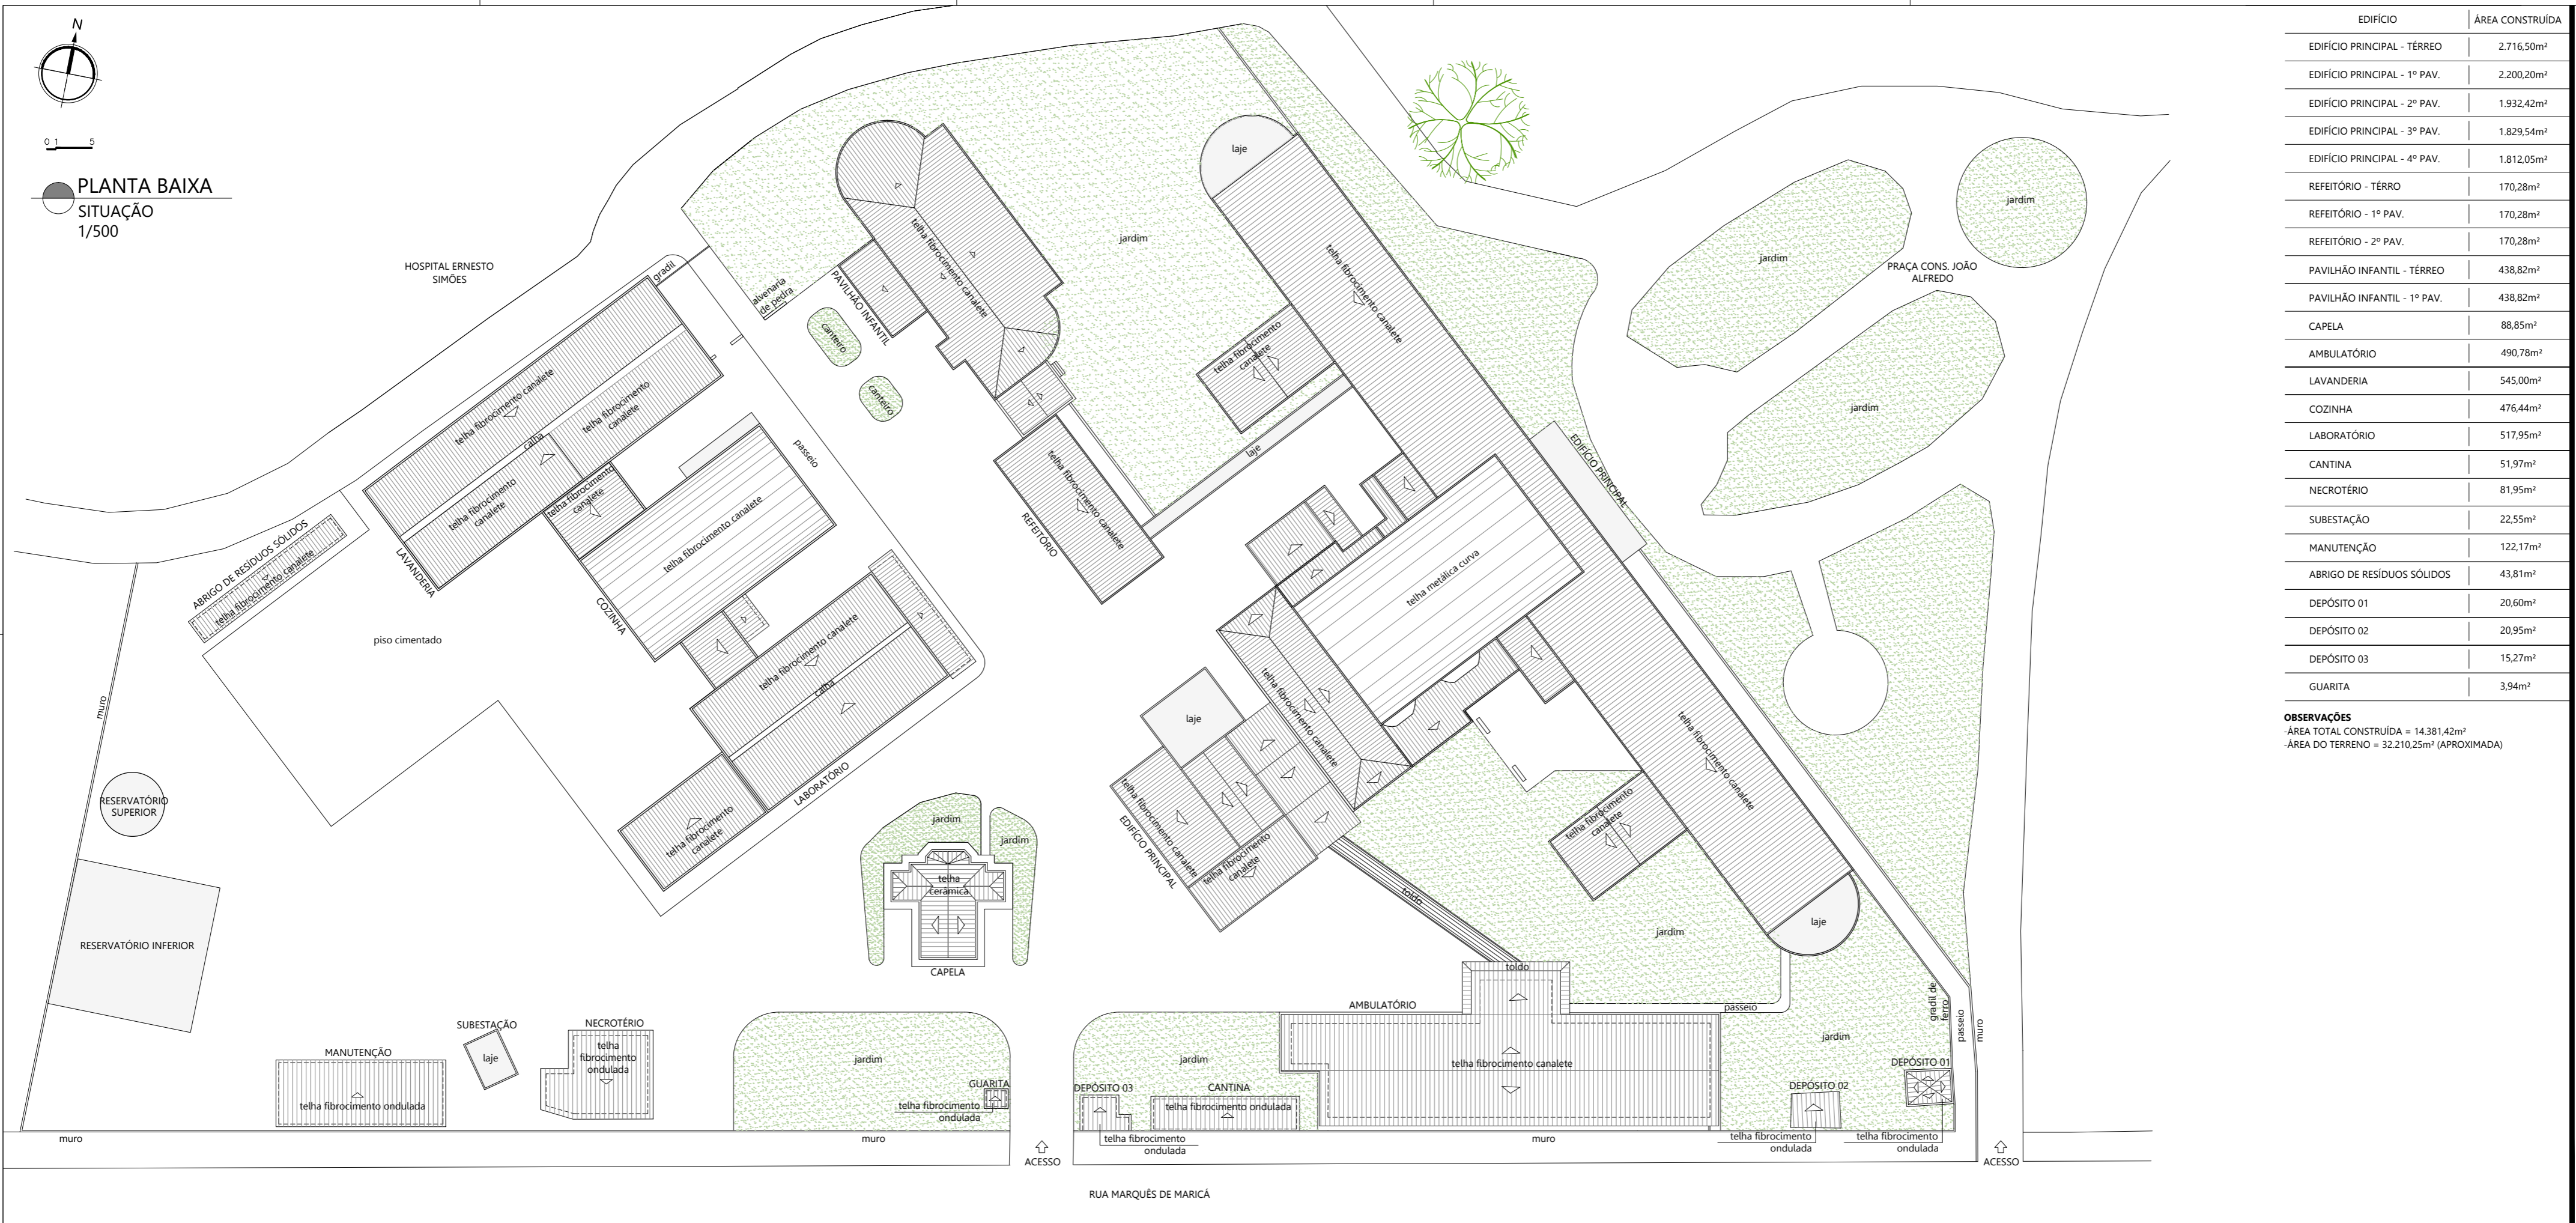 N
0 1 5
PLANTA BAIXA
SITUAÇÃO
1/500
HOSPITAL ERNESTO
SIMÕES
gradil
alvenaria
de pedra
canteiro
canteiro
PAVILHÃO INFANTIL
telha fibrocimento canalete
jardim
laje
telha fibrocimento canalete
telha fibrocimento
canalete
laje
jardim
jardim
PRAÇA CONS. JOÃO
ALFREDO
jardim
telha fibrocimento canalete
calha
telha fibrocimento
canalete
telha fibrocimento
canalete
telha fibrocimento
canalete
LAVANDERIA
ABRIGO DE RESÍDUOS SÓLIDOS
telha fibrocimento canalete
passeio
telha fibrocimento canalete
COZINHA
REFEITÓRIO
telha fibrocimento canalete
EDIFÍCIO PRINCIPAL
telha metálica curva
piso cimentado
muro
telha fibrocimento canalete
calha
LABORATÓRIO
telha fibrocimento
canalete
laje
telha fibrocimento canalete
telha fibrocimento canalete
EDIFÍCIO PRINCIPAL
telha fibrocimento
canalete
telha fibrocimento canalete
telha fibrocimento
canalete
toldo
laje
jardim
RESERVATÓRIO
SUPERIOR
RESERVATÓRIO INFERIOR
jardim
jardim
telha
cerâmica
CAPELA
toldo
AMBULATÓRIO
passeio
gradil de
ferro
passeio
muro
SUBESTAÇÃO
laje
NECROTÉRIO
telha
fibrocimento
ondulada
MANUTENÇÃO
telha fibrocimento ondulada
jardim
GUARITA
telha fibrocimento
ondulada
jardim
DEPÓSITO 03
CANTINA
telha fibrocimento ondulada
telha fibrocimento canalete
jardim
DEPÓSITO 02
DEPÓSITO 01
muro
muro
telha fibrocimento
ondulada
muro
telha fibrocimento
ondulada
telha fibrocimento
ondulada
ACESSO
ACESSO
RUA MARQUÊS DE MARICÁ
EDIFÍCIO ÁREA CONSTRUÍDA
EDIFÍCIO PRINCIPAL - TÉRREO 2.716,50m²
EDIFÍCIO PRINCIPAL - 1º PAV. 2.200,20m²
EDIFÍCIO PRINCIPAL - 2º PAV. 1.932,42m²
EDIFÍCIO PRINCIPAL - 3º PAV. 1.829,54m²
EDIFÍCIO PRINCIPAL - 4º PAV. 1.812,05m²
REFEITÓRIO - TÉRRO 170,28m²
REFEITÓRIO - 1º PAV. 170,28m²
REFEITÓRIO - 2º PAV. 170,28m²
PAVILHÃO INFANTIL - TÉRREO 438,82m²
PAVILHÃO INFANTIL - 1º PAV. 438,82m²
CAPELA 88,85m²
AMBULATÓRIO 490,78m²
LAVANDERIA 545,00m²
COZINHA 476,44m²
LABORATÓRIO 517,95m²
CANTINA 51,97m²
NECROTÉRIO 81,95m²
SUBESTAÇÃO 22,55m²
MANUTENÇÃO 122,17m²
ABRIGO DE RESÍDUOS SÓLIDOS 43,81m²
DEPÓSITO 01 20,60m²
DEPÓSITO 02 20,95m²
DEPÓSITO 03 15,27m²
GUARITA 3,94m²
OBSERVAÇÕES
-ÁREA TOTAL CONSTRUÍDA = 14.381,42m²
-ÁREA DO TERRENO = 32.210,25m² (APROXIMADA)